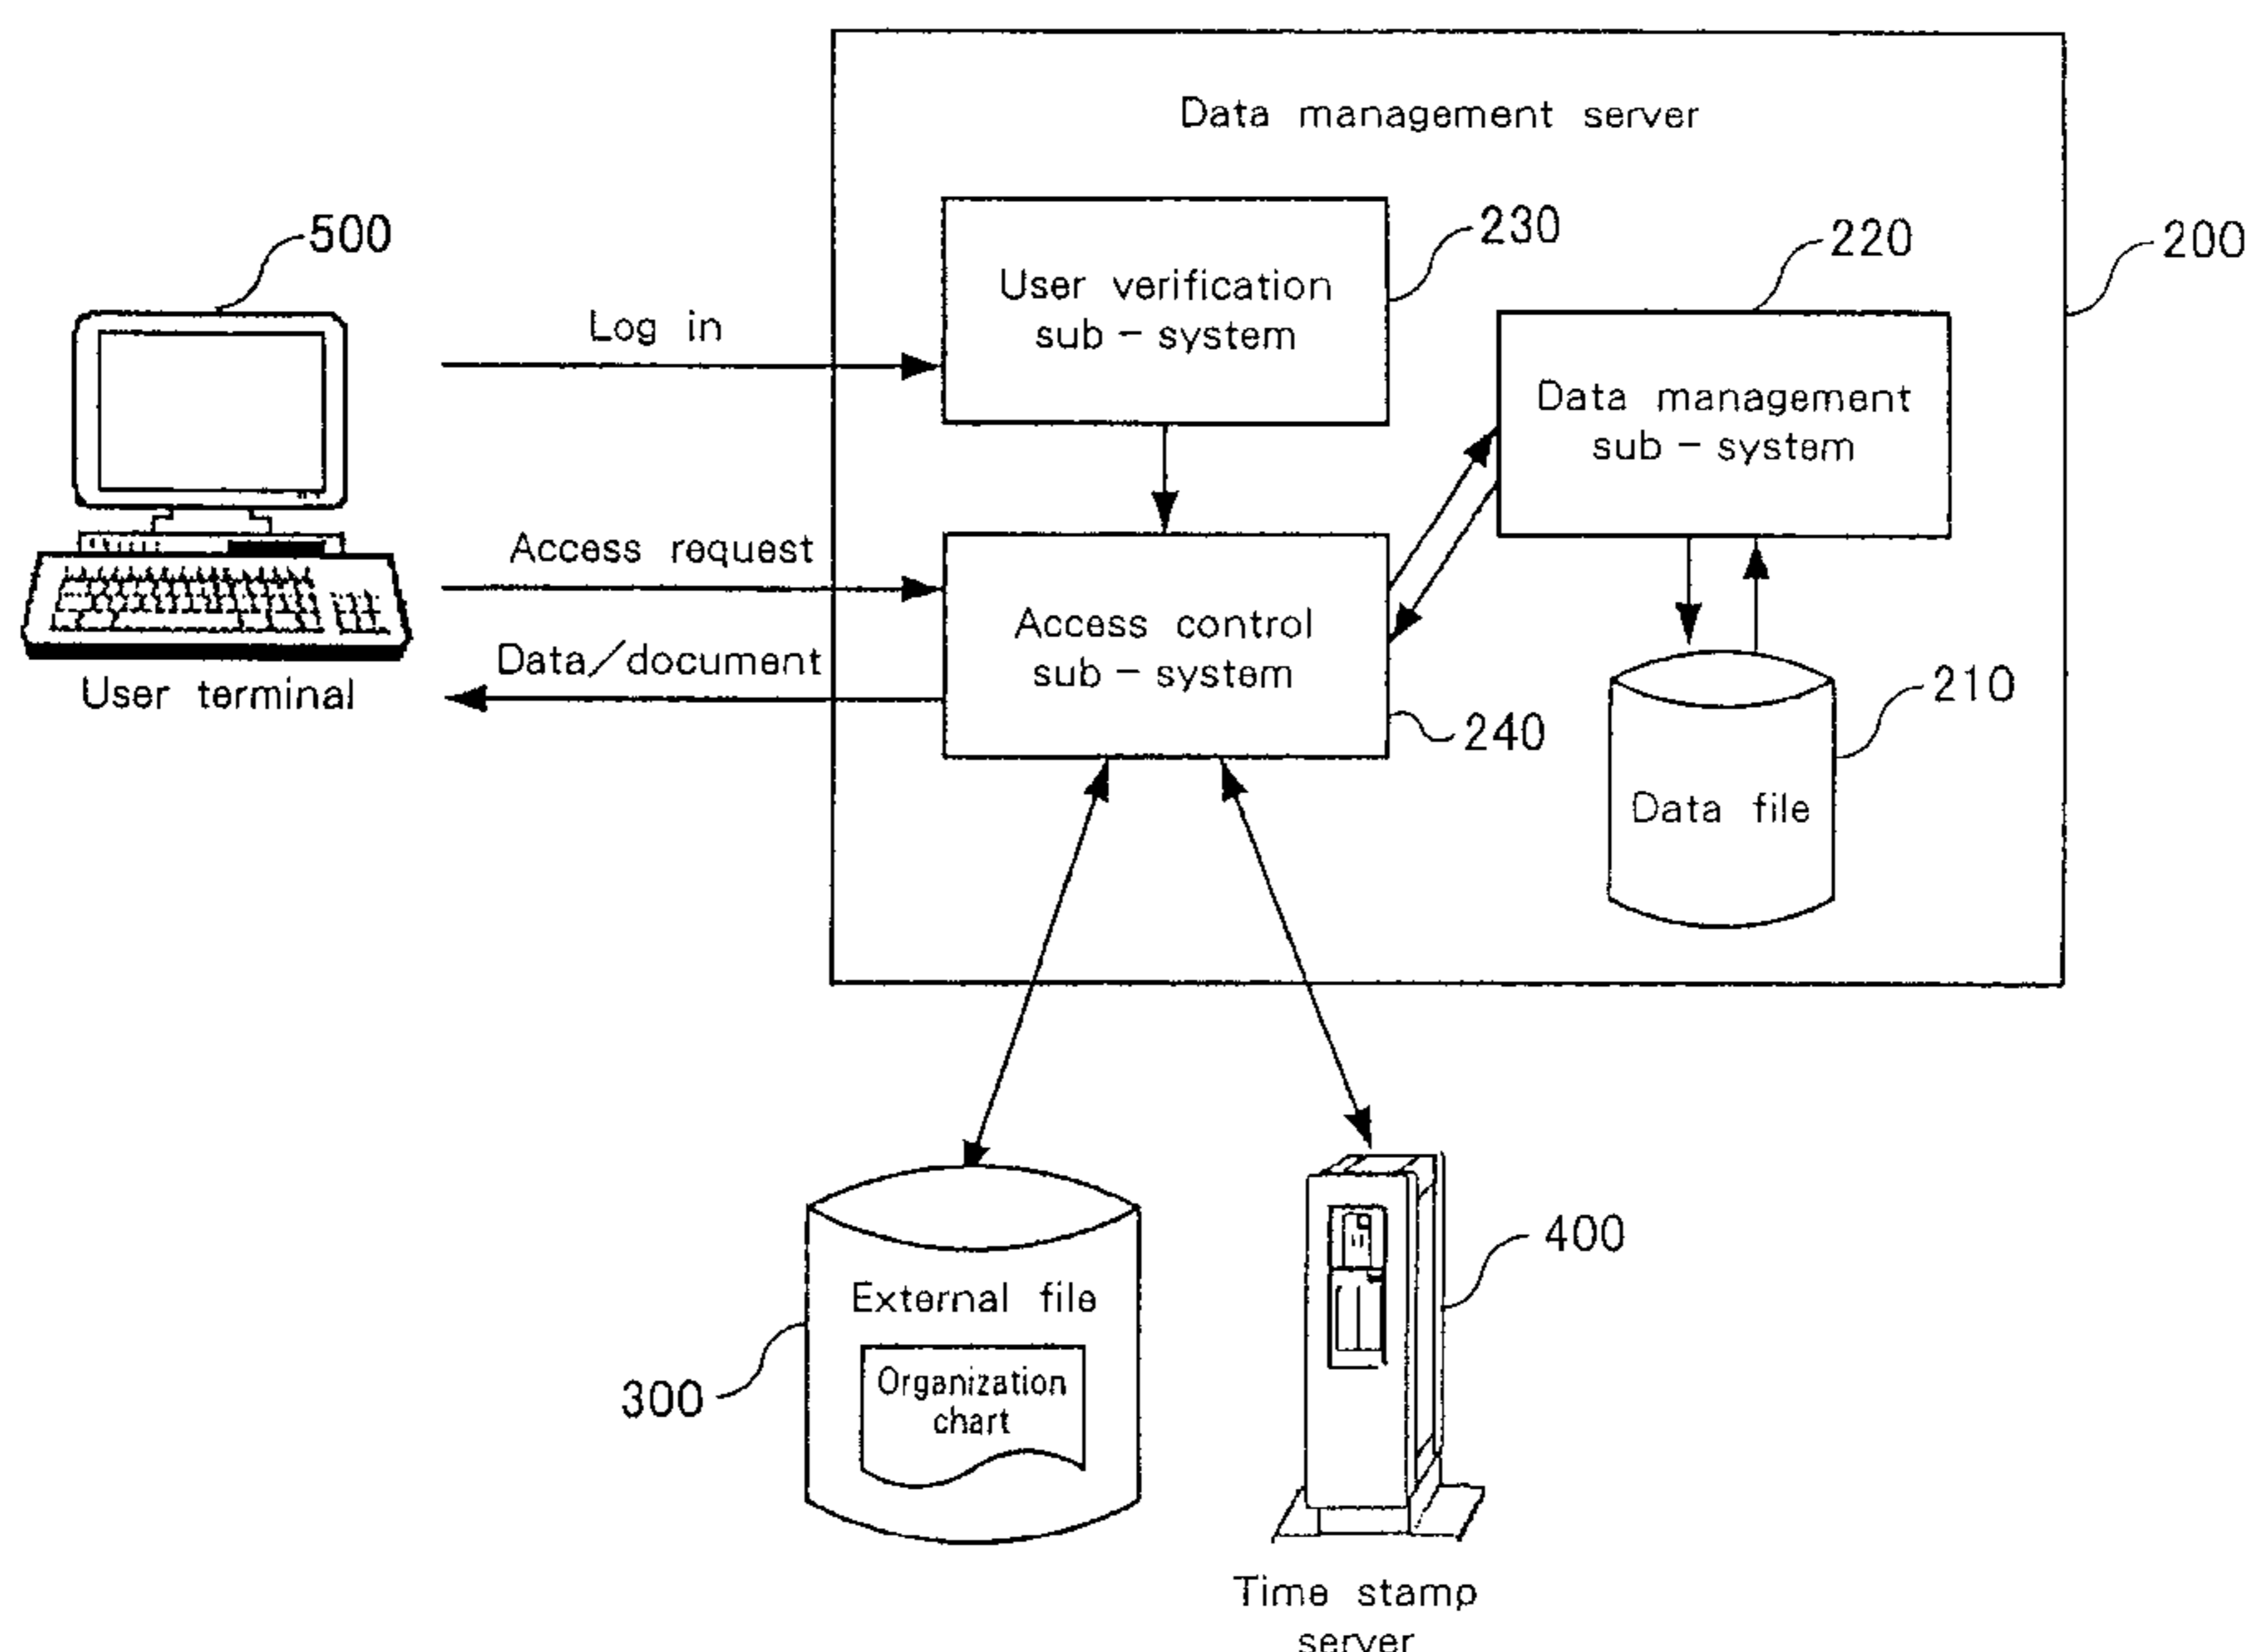 Data management server
500
230
220
200
User verification
sub-system
Log in
Data management
sub-system
Access request
Access control
sub-system
Data/document
User terminal
240
210
Data file
400
External file
300
Organization
chart
Time stamp
server